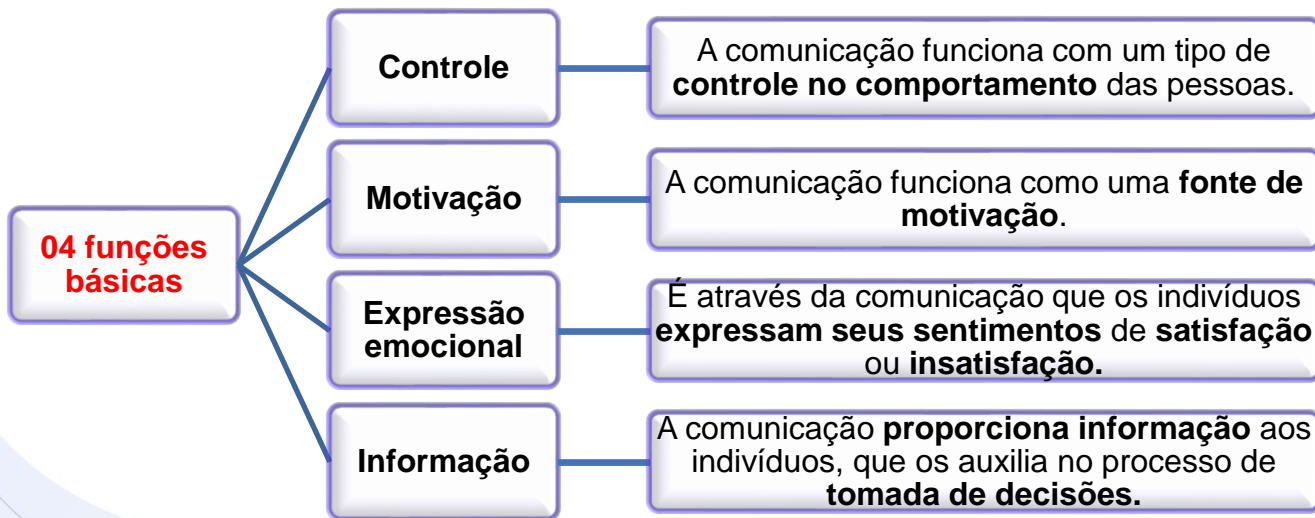 04 funções
básicas
Controle
A comunicação funciona com um tipo de
controle no comportamento das pessoas.
Motivação
A comunicação funciona como uma fonte de
motivação.
Expressão
emocional
É através da comunicação que os indivíduos
expressam seus sentimentos de satisfação
ou insatisfação.
Informação
A comunicação proporciona informação aos
indivíduos, que os auxilia no processo de
tomada de decisões.